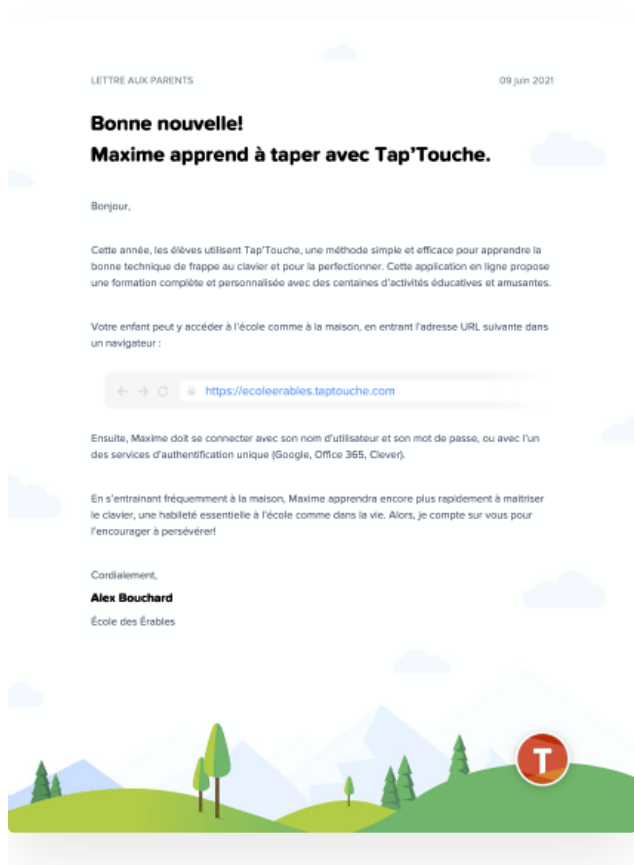 LETTRE AUX PARENTS
09 juin 2021
Bonne nouvelle!
Maxime apprend à taper avec Tap'Touche.
Bonjour,
Cette année, les élèves utilisent Tap'Touche, une méthode simple et efficace pour apprendre la
bonne technique de frappe au clavier et pour la perfectionner. Cette application en ligne propose
une formation complète et personnalisée avec des centaines d'activités éducatives et amusantes.
Votre enfant peut y accéder à l'école comme à la maison, en entrant l'adresse URL suivante dans
un navigateur :
https://ecoleerables.taptouche.com
Ensuite, Maxime doit se connecter avec son nom d'utilisateur et son mot de passe, ou avec l'un
des services d'authentification unique (Google, Office 365, Clever).
En s'entrainant fréquemment à la maison, Maxime apprendra encore plus rapidement à maitriser
le clavier, une habileté essentielle à l'école comme dans la vie. Alors, je compte sur vous pour
l'encourager à persévérer!
Cordialement,
Alex Bouchard
École des Érables
T